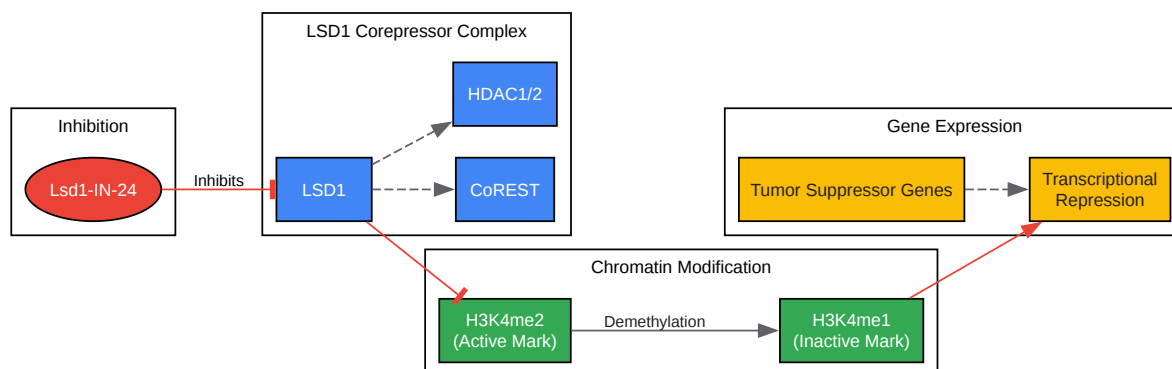 LSD1 Corepressor Complex
HDAC1/2
Inhibition
Lsd1-IN-24
Inhibits
LSD1
CoREST
Gene Expression
Tumor Suppressor Genes
Transcriptional
Repression
Chromatin Modification
H3K4me2
(Active Mark)
Demethylation
H3K4me1
(Inactive Mark)